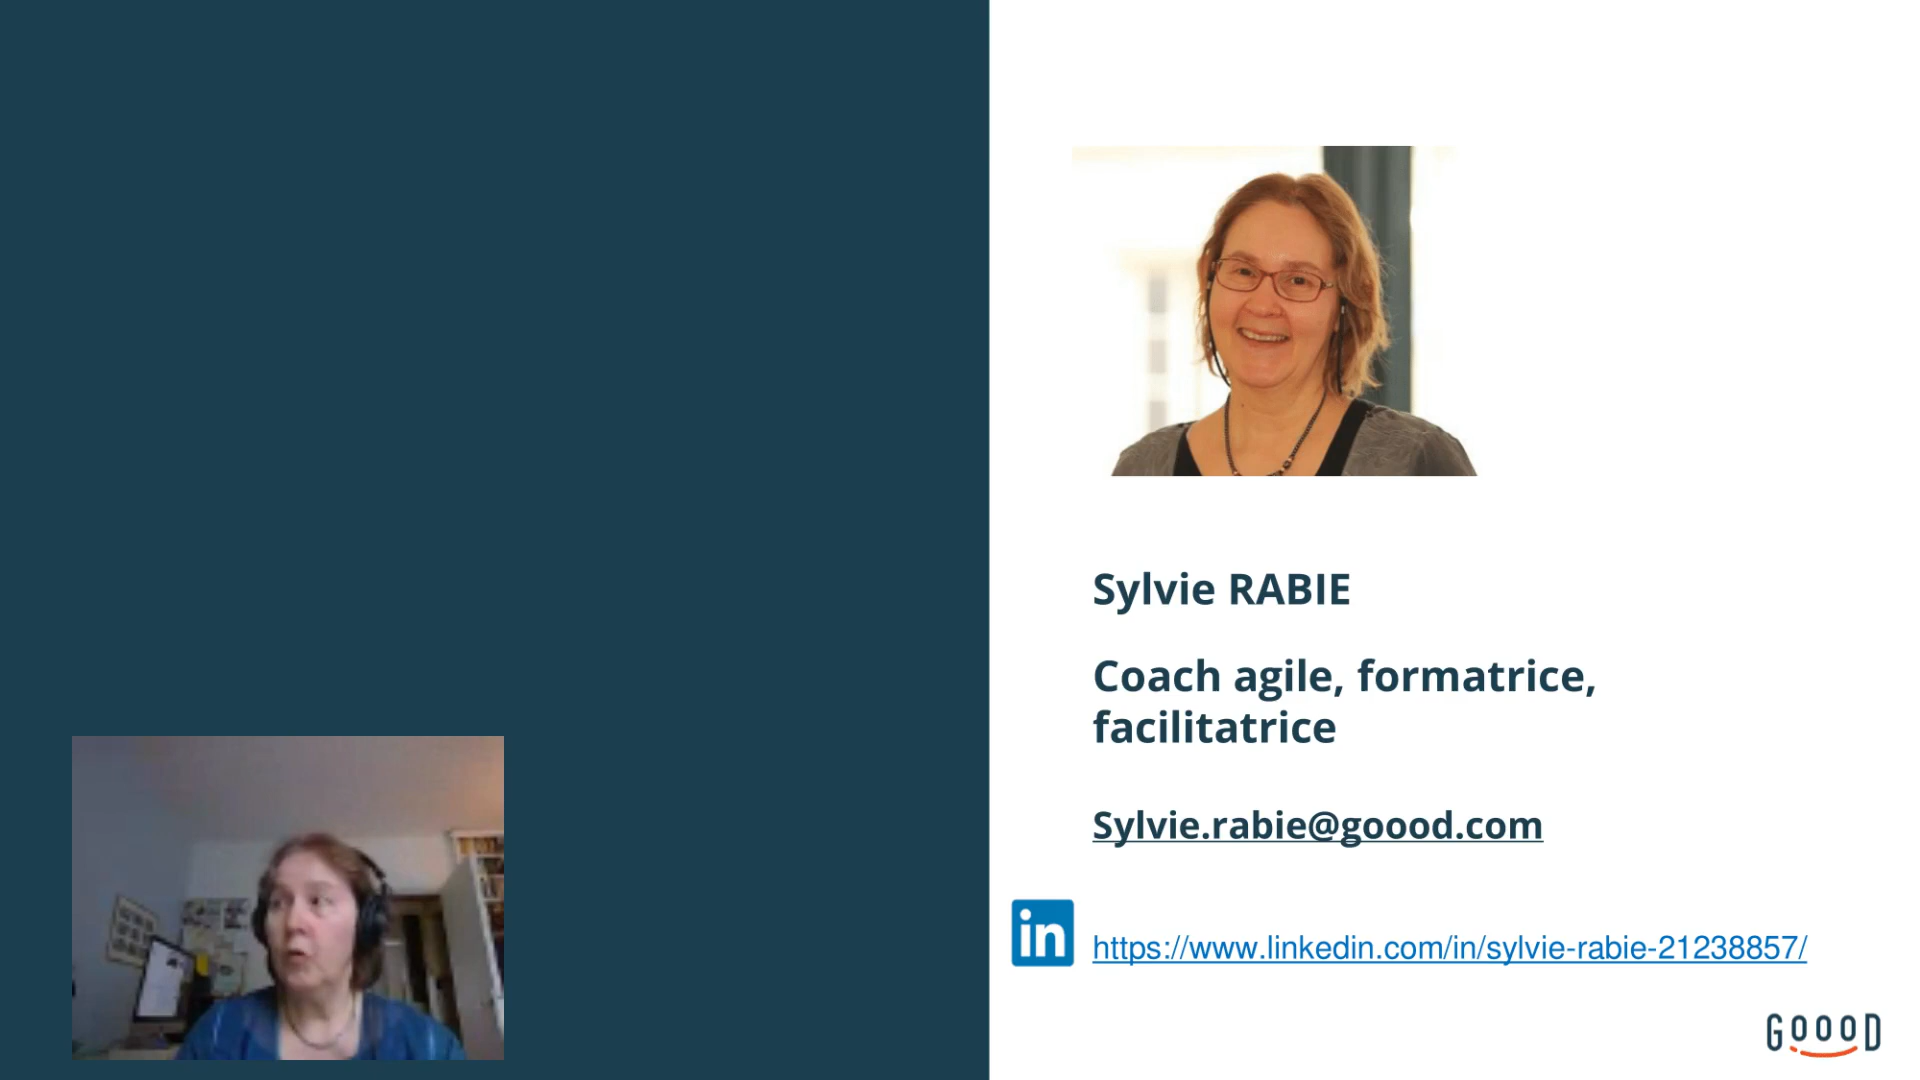 Sylvie RABIE
Coach agile, formatrice,
facilitatrice
Sylvie.rabie@goood.com
in
https://www.linkedin.com/in/sylvie-rabie-21238857/
GOOOD